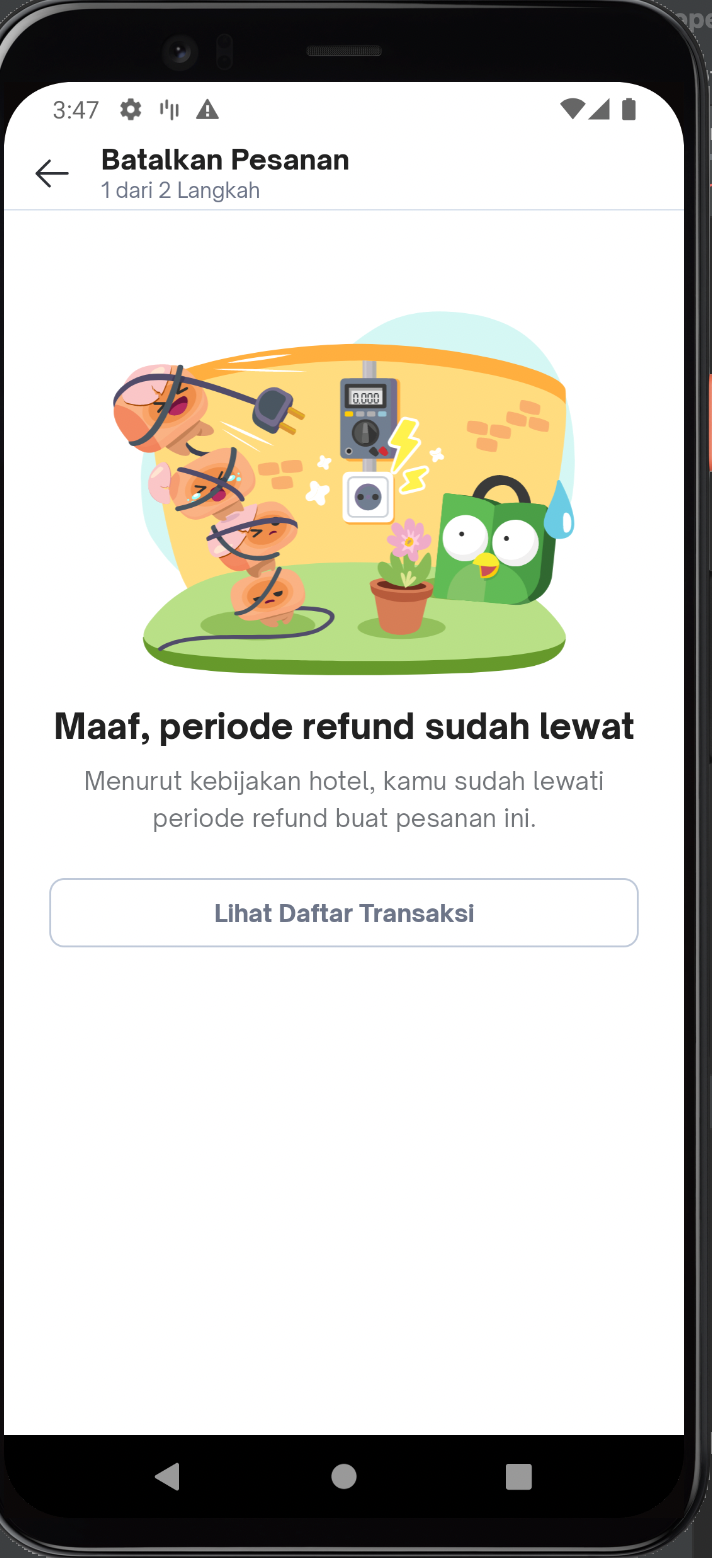 3:47
Batalkan Pesanan
1 dari 2 Langkah
0.000
Maaf, periode refund sudah lewat
Menurut kebijakan hotel, kamu sudah lewati
periode refund buat pesanan ini.
Lihat Daftar Transaksi